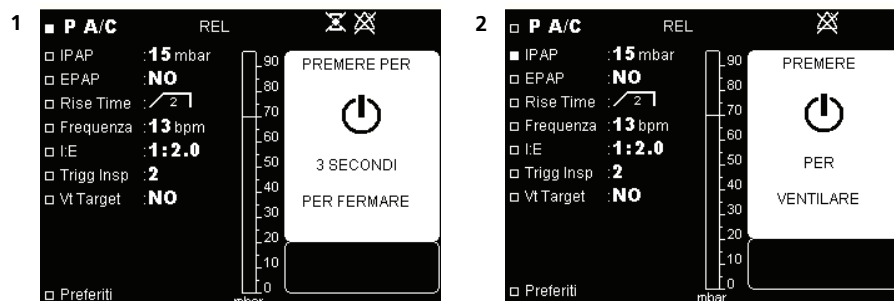 1
P A/C REL
IPAP :15 mbar
EPAP :NO
Rise Time : 2
Frequenza :13 bpm
I:E :1:2.0
Trigg Insp :2
Vt Target :NO
Preferiti
90
80
70
60
50
40
30
20
10
0
mbar
PREMERE PER
3 SECONDI
PER FERMARE
2
P A/C REL
IPAP :15 mbar
EPAP :NO
Rise Time : 2
Frequenza :13 bpm
I:E :1:2.0
Trigg Insp :2
Vt Target :NO
Preferiti
90
80
70
60
50
40
30
20
10
0
mbar
PREMERE
PER
VENTILARE